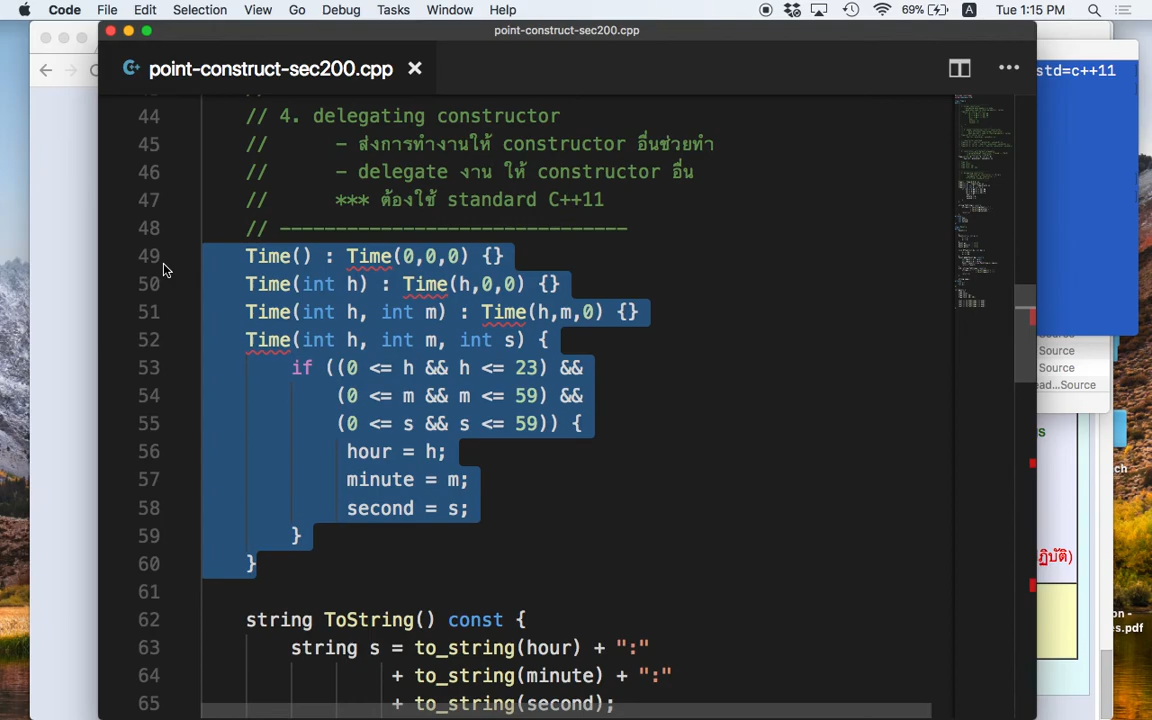 Code File Edit Selection View Go Debug Tasks Window Help 69% A Tue 1:15 PM
point-construct-sec200.cpp
point-construct-sec200.cpp
std=c++11
44 // 4. delegating constructor
45 // - ส่งการทำงานให้ constructor อื่นช่วยทำ
46 // - delegate งาน ให้ constructor อื่น
47 // *** ต้องใช้ standard C++11
48 // -------------------------------
49 Time() : Time(0,0,0) {}
50 Time(int h) : Time(h,0,0) {}
51 Time(int h, int m) : Time(h,m,0) {}
52 Time(int h, int m, int s) {
53 if ((0 <= h && h <= 23) &&
54 (0 <= m && m <= 59) &&
55 (0 <= s && s <= 59)) {
56 hour = h;
57 minute = m;
58 second = s;
59 }
60 }
61
62 string ToString() const {
63 string s = to_string(hour) + ":"
64 + to_string(minute) + ":"
65 + to_string(second);
Source
Source
ead...Source